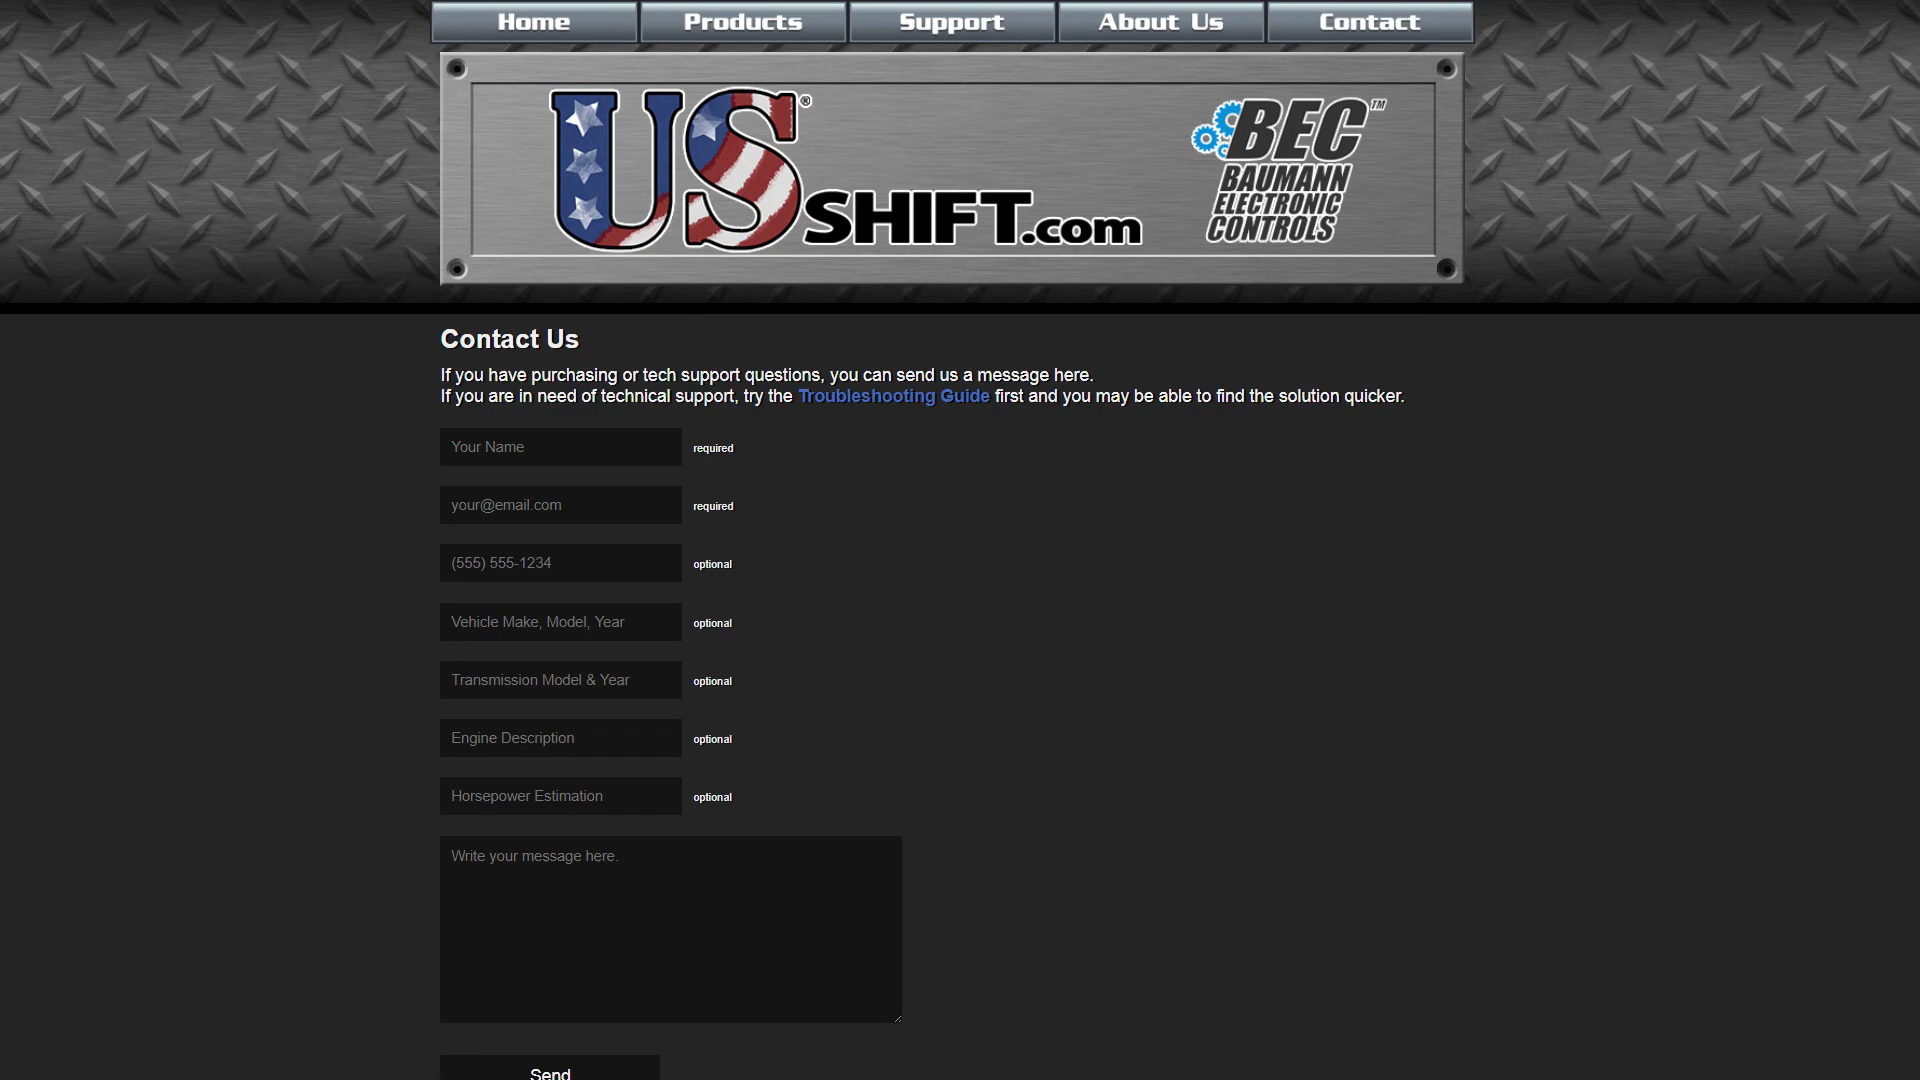 Home
Products
Support
About Us
Contact
US SHIFT.com
®
BEC™
BAUMANN
ELECTRONIC
CONTROLS
Contact Us
If you have purchasing or tech support questions, you can send us a message here.
If you are in need of technical support, try the Troubleshooting Guide first and you may be able to find the solution quicker.
Your Name required
your@email.com required
(555) 555-1234 optional
Vehicle Make, Model, Year optional
Transmission Model & Year optional
Engine Description optional
Horsepower Estimation optional
Write your message here.
Send